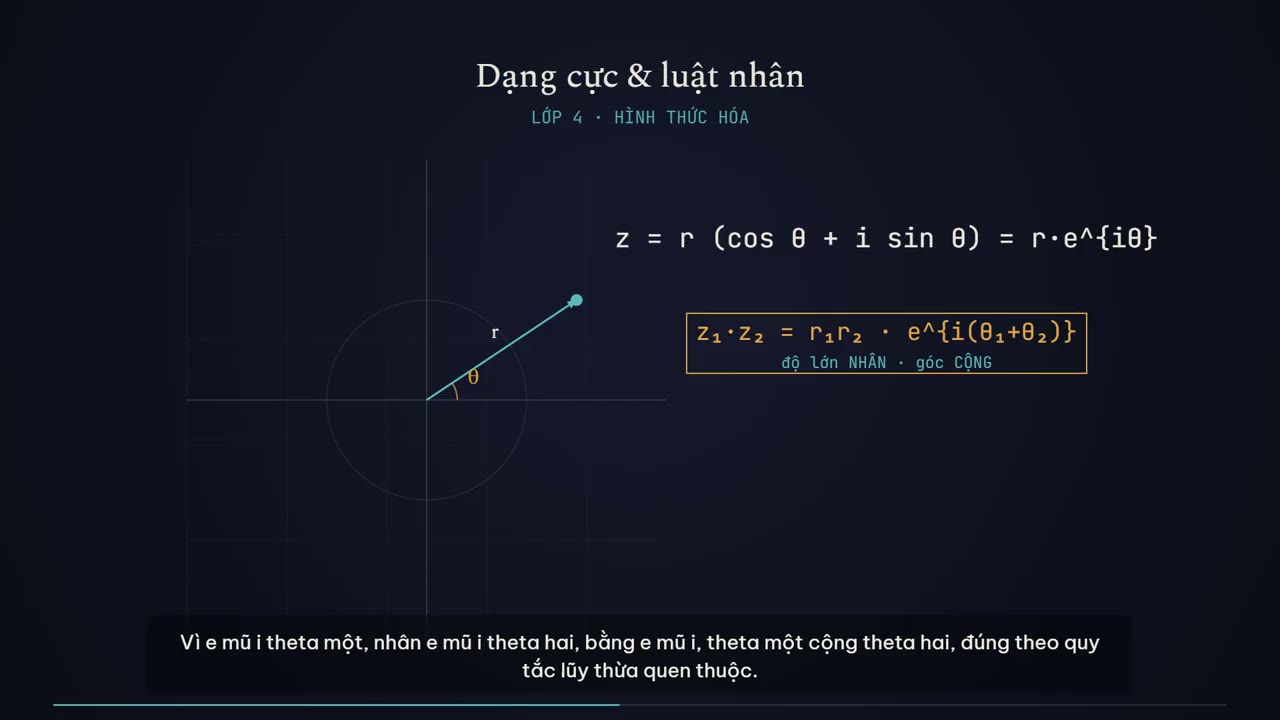 Dạng cực & luật nhân
LỚP 4 · HÌNH THỨC HÓA
z = r (cos θ + i sin θ) = r·e^{iθ}
z₁·z₂ = r₁r₂ · e^{i(θ₁+θ₂)}
độ lớn NHÂN · góc CỘNG
r
θ
Vì e mũ i theta một, nhân e mũ i theta hai, bằng e mũ i, theta một cộng theta hai, đúng theo quy
tắc lũy thừa quen thuộc.